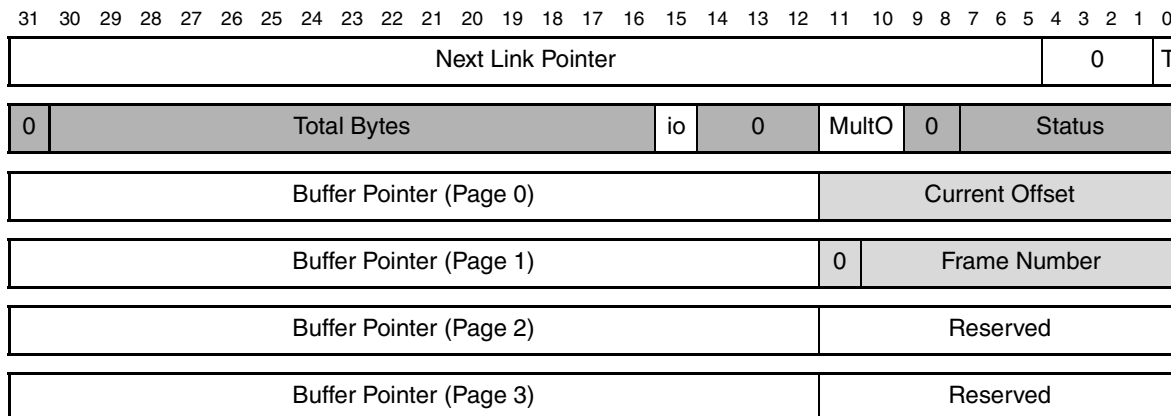 31 30 29 28 27 26 25 24 23 22 21 20 19 18 17 16 15 14 13 12 11 10 9 8 7 6 5 4 3 2 1 0
Next Link Pointer 0 T
0 Total Bytes io 0 MultO 0 Status
Buffer Pointer (Page 0) Current Offset
Buffer Pointer (Page 1) 0 Frame Number
Buffer Pointer (Page 2) Reserved
Buffer Pointer (Page 3) Reserved